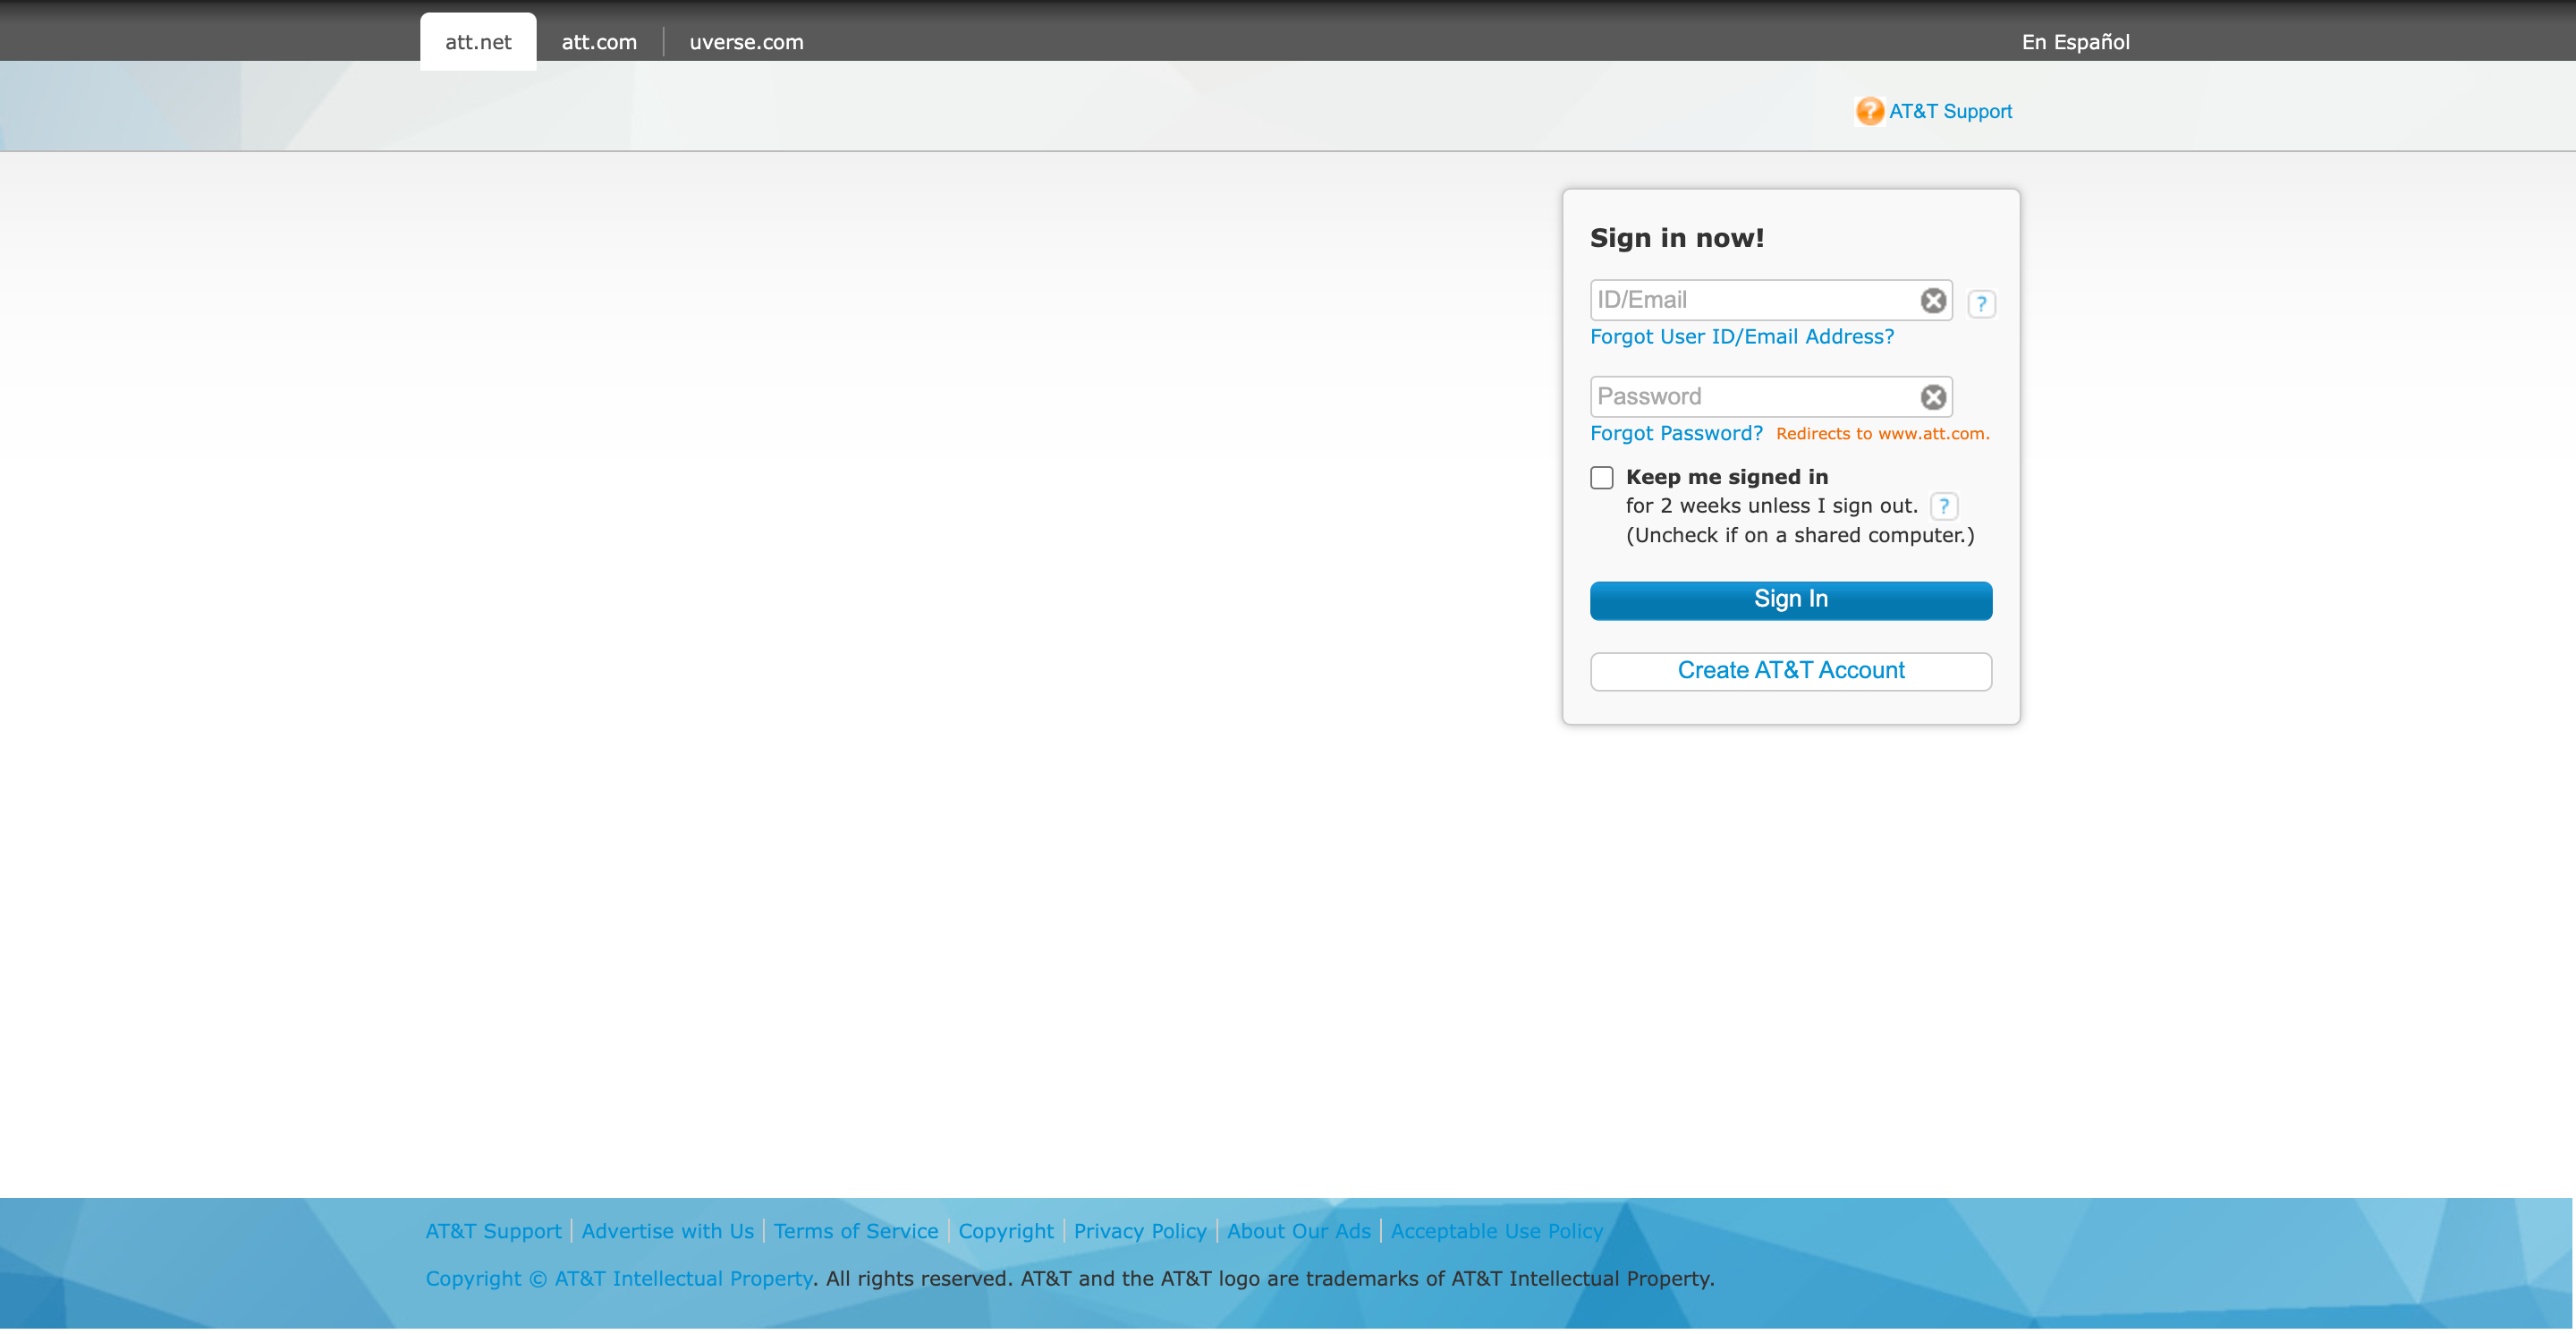 att.net att.com uverse.com En Español
AT&T Support
Sign in now!
ID/Email ?
Forgot User ID/Email Address?
Password
Forgot Password? Redirects to www.att.com.
Keep me signed in
for 2 weeks unless I sign out. ?
(Uncheck if on a shared computer.)
Sign In
Create AT&T Account
AT&T Support Advertise with Us Terms of Service Copyright Privacy Policy About Our Ads Acceptable Use Policy
Copyright © AT&T Intellectual Property. All rights reserved. AT&T and the AT&T logo are trademarks of AT&T Intellectual Property.